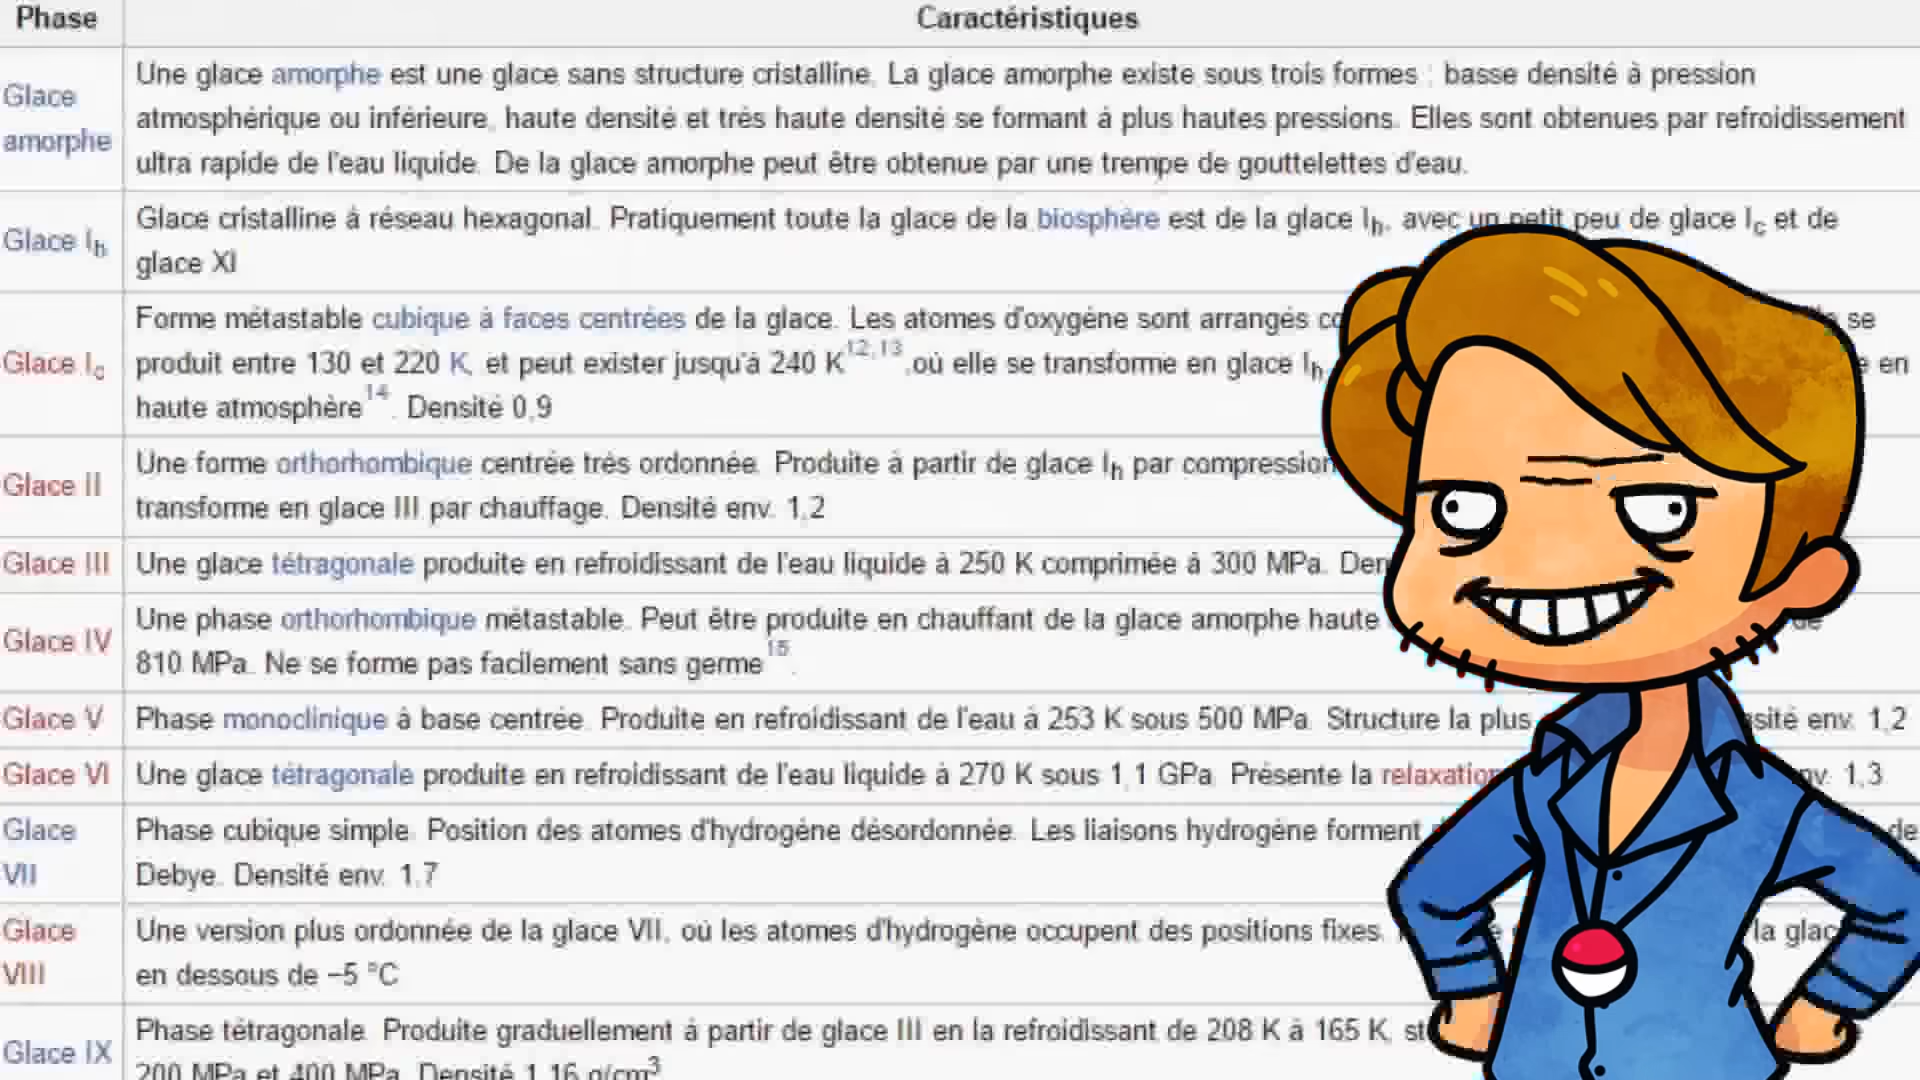 Phase Caractéristiques
Glace amorphe
Une glace amorphe est une glace sans structure cristalline. La glace amorphe existe sous trois formes : basse densité à pression
atmosphérique ou inférieure, haute densité et très haute densité se formant à plus hautes pressions. Elles sont obtenues par refroidissement
ultra rapide de l'eau liquide. De la glace amorphe peut être obtenue par une trempe de gouttelettes d'eau.
Glace Ih
Glace cristalline à réseau hexagonal. Pratiquement toute la glace de la biosphère est de la glace Ih, avec un petit peu de glace Ic et de
glace XI
Glace Ic
Forme métastable cubique à faces centrées de la glace. Les atomes d'oxygène sont arrangés se
produit entre 130 et 220 K, et peut exister jusqu'à 240 K12,13,où elle se transforme en glace Ih en
haute atmosphère14. Densité 0,9
Glace II
Une forme orthorhombique centrée très ordonnée. Produite à partir de glace Ih par compression
transforme en glace III par chauffage. Densité env. 1,2
Glace III
Une glace tétragonale produite en refroidissant de l'eau liquide à 250 K comprimée à 300 MPa.
Glace IV
Une phase orthorhombique métastable. Peut être produite en chauffant de la glace amorphe haute
810 MPa. Ne se forme pas facilement sans germe15.
Glace V
Phase monoclinique à base centrée. Produite en refroidissant de l'eau à 253 K sous 500 MPa. Structure la plus env. 1,2
Glace VI
Une glace tétragonale produite en refroidissant de l'eau liquide à 270 K sous 1,1 GPa. Présente la 1,3
Glace VII
Phase cubique simple. Position des atomes d'hydrogène désordonnée. Les liaisons hydrogène forment de
Debye. Densité env. 1,7
Glace VIII
Une version plus ordonnée de la glace VII, où les atomes d'hydrogène occupent des positions fixes. la
en dessous de −5 °C
Glace IX
Phase tétragonale. Produite graduellement à partir de glace III en la refroidissant de 208 K à 165 K,
200 MPa et 400 MPa. Densité 1,16 g/cm3